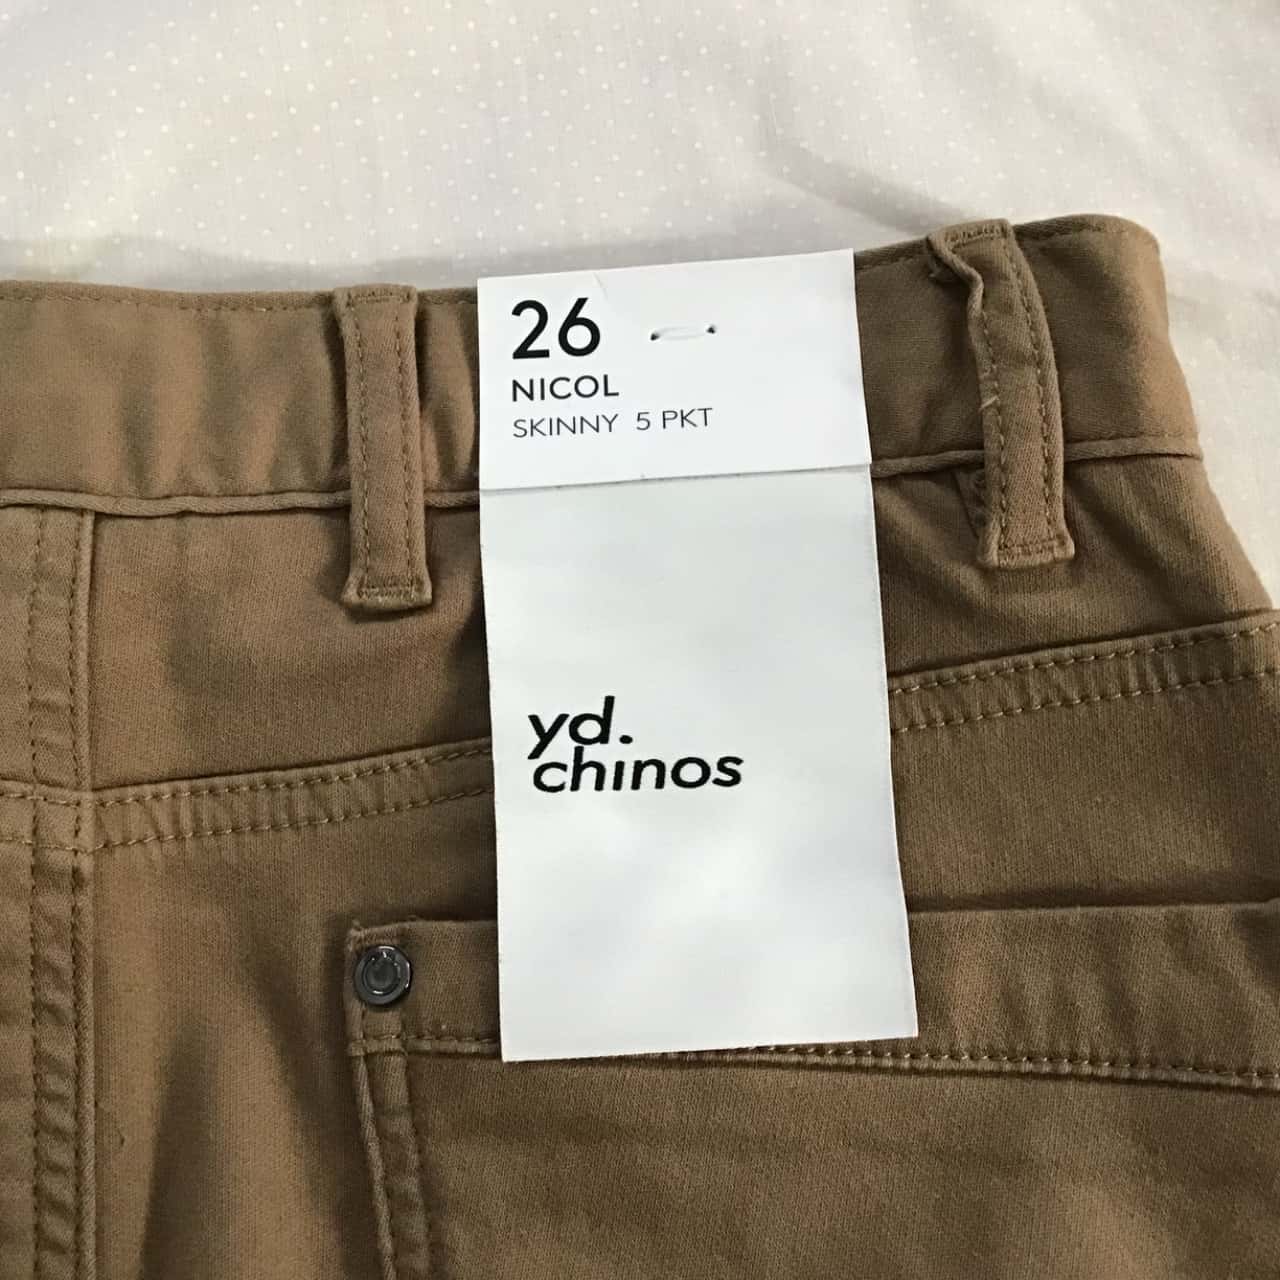 26
NICOL
SKINNY 5 PKT
yd.
chinos